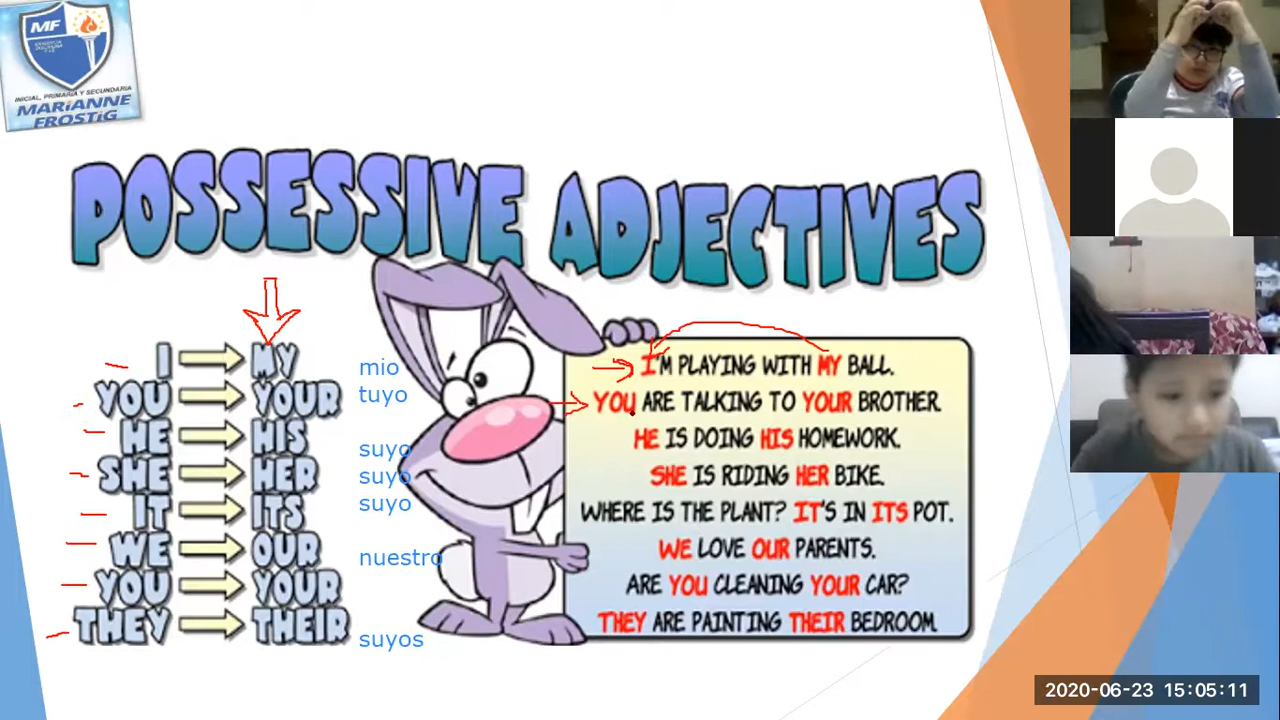 MF
INICIAL, PRIMARIA Y SECUNDARIA
MARIANNE
FROSTIG
POSSESSIVE ADJECTIVES
I MY mio
YOU YOUR tuyo
HE HIS suyo
SHE HER suyo
IT ITS suyo
WE OUR nuestro
YOU YOUR
THEY THEIR suyos
I'M PLAYING WITH MY BALL.
YOU ARE TALKING TO YOUR BROTHER.
HE IS DOING HIS HOMEWORK.
SHE IS RIDING HER BIKE.
WHERE IS THE PLANT? IT'S IN ITS POT.
WE LOVE OUR PARENTS.
ARE YOU CLEANING YOUR CAR?
THEY ARE PAINTING THEIR BEDROOM.
2020-06-23 15:05:11